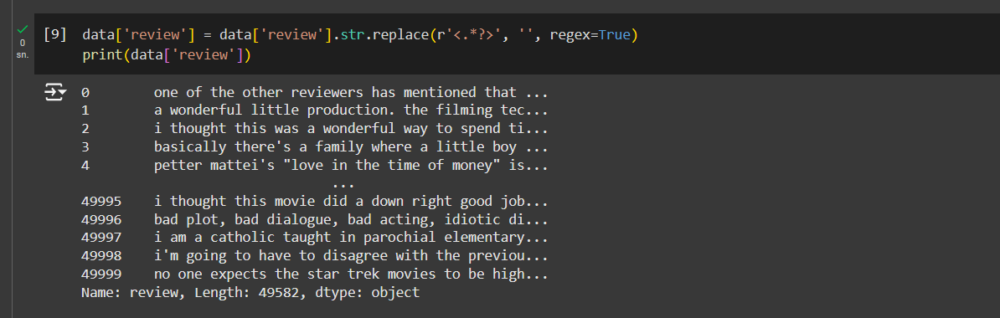 [9] data['review'] = data['review'].str.replace(r'<.*?>', '', regex=True)
0
sn.
print(data['review'])
0 one of the other reviewers has mentioned that ...
1 a wonderful little production. the filming tec...
2 i thought this was a wonderful way to spend ti...
3 basically there's a family where a little boy ...
4 petter mattei's "love in the time of money" is...
...
49995 i thought this movie did a down right good job...
49996 bad plot, bad dialogue, bad acting, idiotic di...
49997 i am a catholic taught in parochial elementary...
49998 i'm going to have to disagree with the previou...
49999 no one expects the star trek movies to be high...
Name: review, Length: 49582, dtype: object